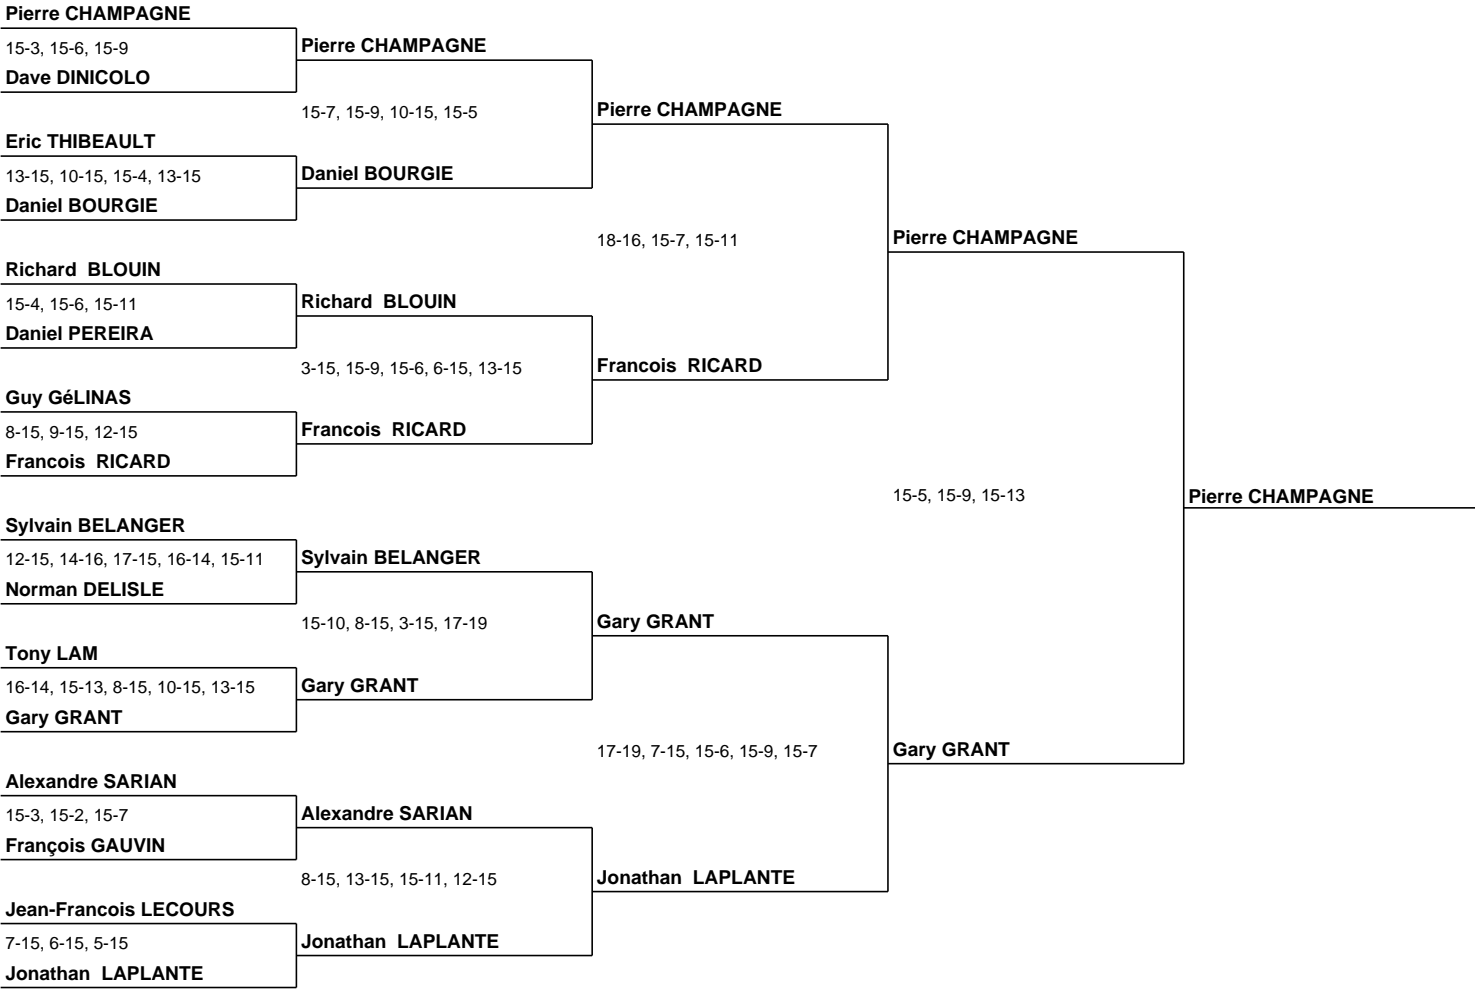 Pierre CHAMPAGNE
15-3, 15-6, 15-9
Dave DINICOLO
Eric THIBEAULT
13-15, 10-15, 15-4, 13-15
Daniel BOURGIE
Richard  BLOUIN
15-4, 15-6, 15-11
Daniel PEREIRA
Guy GéLINAS
8-15, 9-15, 12-15
Francois  RICARD
Sylvain BELANGER
12-15, 14-16, 17-15, 16-14, 15-11
Norman DELISLE
Tony LAM
16-14, 15-13, 8-15, 10-15, 13-15
Gary GRANT
Alexandre SARIAN
15-3, 15-2, 15-7
François GAUVIN
Jean-Francois LECOURS
7-15, 6-15, 5-15
Jonathan  LAPLANTE
Pierre CHAMPAGNE
15-7, 15-9, 10-15, 15-5
Daniel BOURGIE
Richard  BLOUIN
3-15, 15-9, 15-6, 6-15, 13-15
Francois  RICARD
Sylvain BELANGER
15-10, 8-15, 3-15, 17-19
Gary GRANT
Alexandre SARIAN
8-15, 13-15, 15-11, 12-15
Jonathan  LAPLANTE
Pierre CHAMPAGNE
18-16, 15-7, 15-11
Francois  RICARD
Gary GRANT
17-19, 7-15, 15-6, 15-9, 15-7
Jonathan  LAPLANTE
Pierre CHAMPAGNE
15-5, 15-9, 15-13
Gary GRANT
Pierre CHAMPAGNE